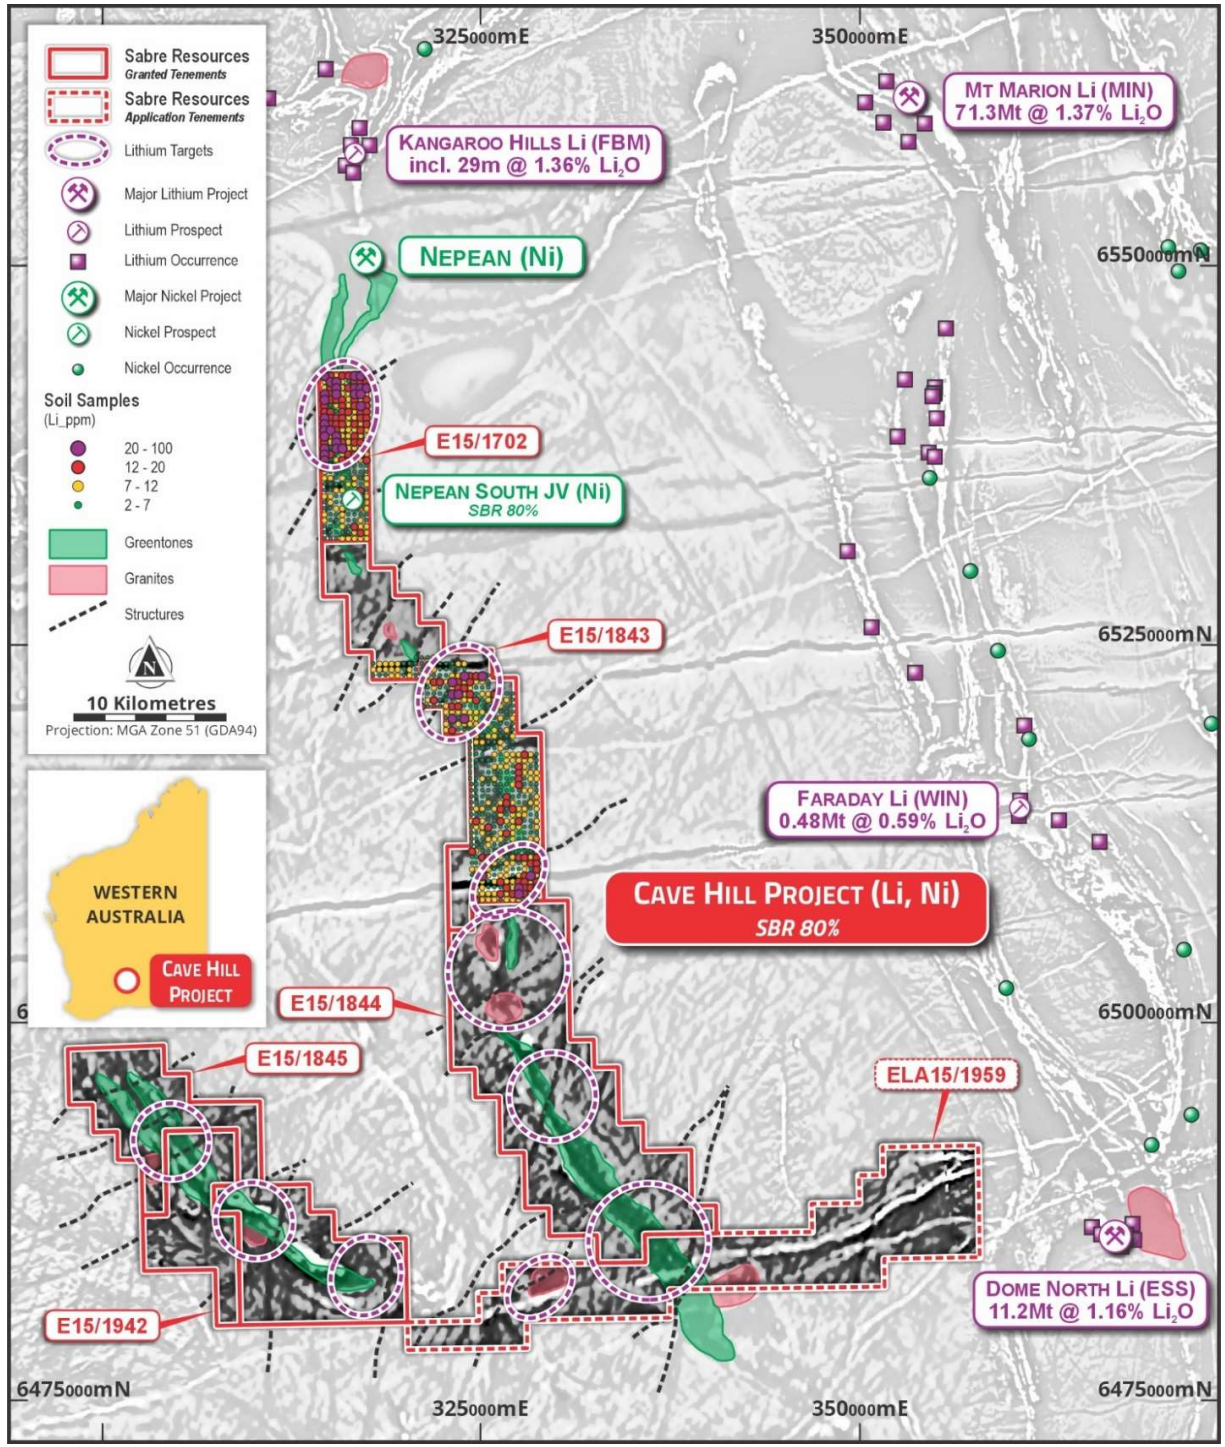 325000mE
350000mE
Sabre Resources
Granted Tenements
Sabre Resources
Application Tenements
Lithium Targets
Major Lithium Project
Lithium Prospect
Lithium Occurrence
Major Nickel Project
Nickel Prospect
Nickel Occurrence
Soil Samples
(Li_ppm)
20 - 100
12 - 20
7 - 12
2 - 7
Greentones
Granites
Structures
N
10 Kilometres
Projection: MGA Zone 51 (GDA94)
WESTERN
AUSTRALIA
CAVE HILL
PROJECT
KANGAROO HILLS Li (FBM)
incl. 29m @ 1.36% Li2O
MT MARION Li (MIN)
71.3Mt @ 1.37% Li2O
NEPEAN (Ni)
6550000mN
E15/1702
NEPEAN SOUTH JV (Ni)
SBR 80%
E15/1843
6525000mN
FARADAY Li (WIN)
0.48Mt @ 0.59% Li2O
CAVE HILL PROJECT (Li, Ni)
SBR 80%
E15/1844
6
6500000mN
E15/1845
ELA15/1959
E15/1942
DOME NORTH Li (ESS)
11.2Mt @ 1.16% Li2O
6475000mN
6475000mN
325000mE
350000mE